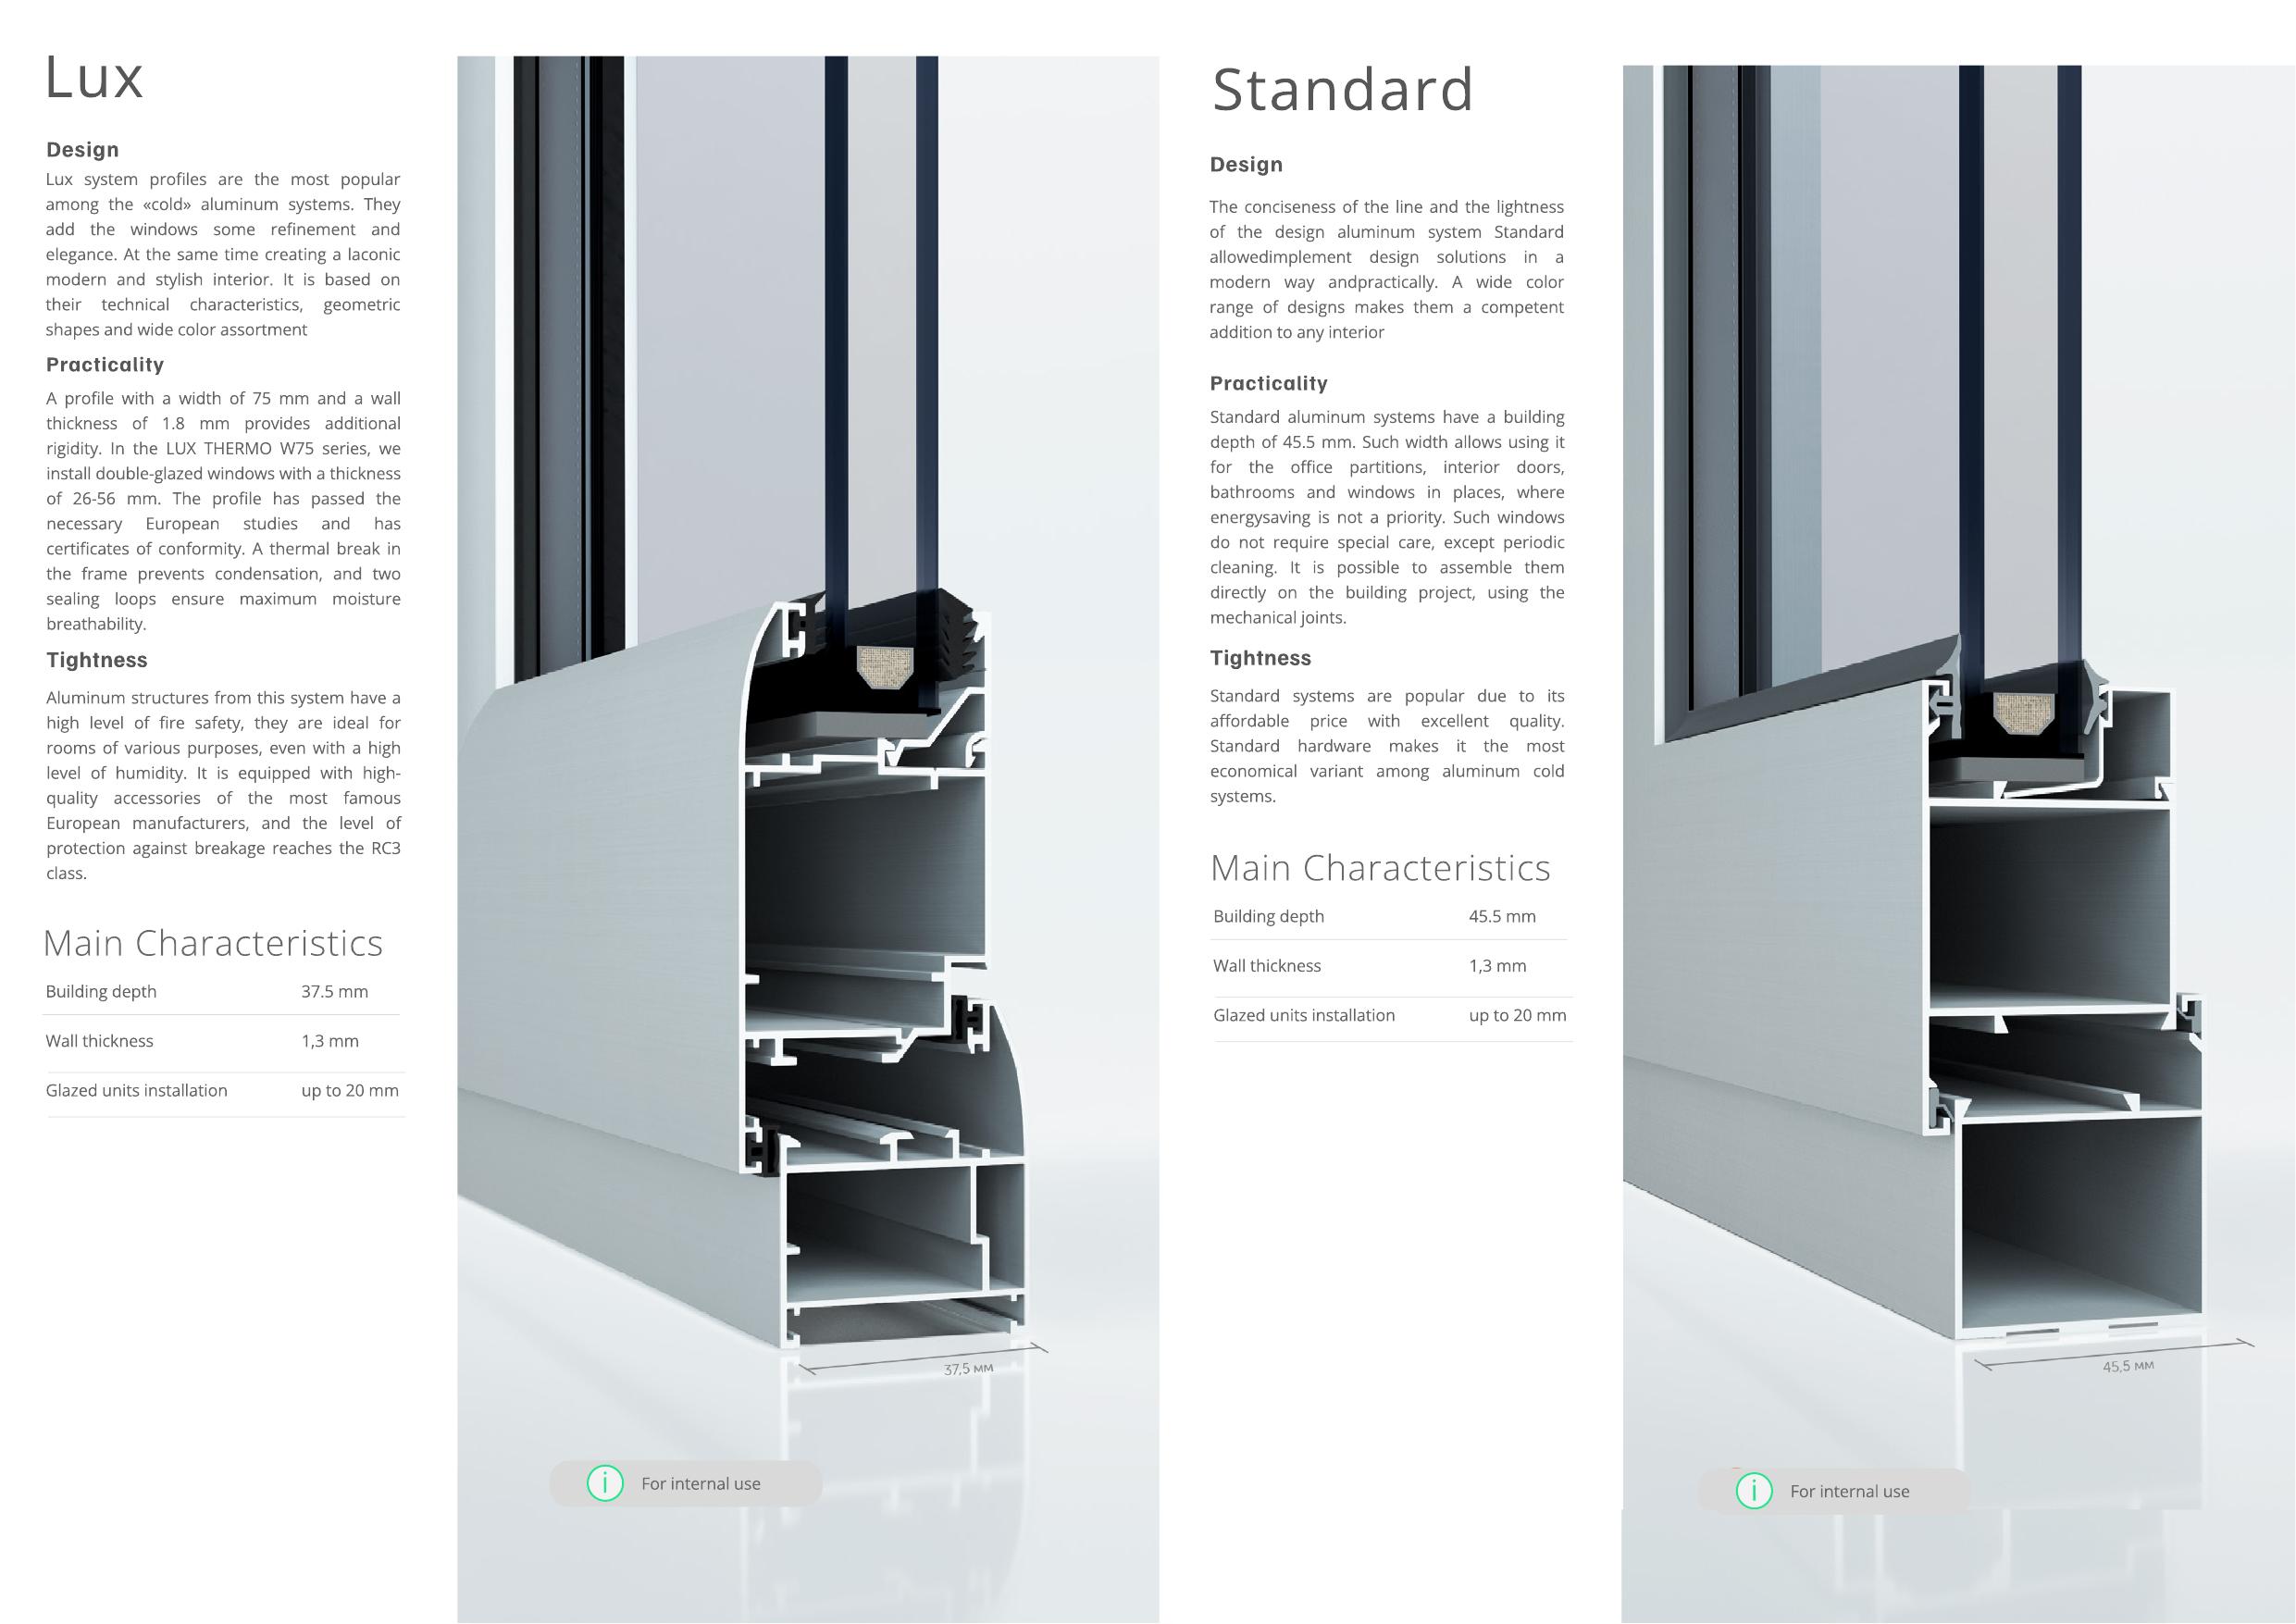 Lux
Design
Lux system profiles are the most popular
among the «cold» aluminum systems. They
add the windows some refinement and
elegance. At the same time creating a laconic
modern and stylish interior. It is based on
their technical characteristics, geometric
shapes and wide color assortment
Practicality
A profile with a width of 75 mm and a wall
thickness of 1.8 mm provides additional
rigidity. In the LUX THERMO W75 series, we
install double-glazed windows with a thickness
of 26-56 mm. The profile has passed the
necessary European studies and has
certificates of conformity. A thermal break in
the frame prevents condensation, and two
sealing loops ensure maximum moisture
breathability.
Tightness
Aluminum structures from this system have a
high level of fire safety, they are ideal for
rooms of various purposes, even with a high
level of humidity. It is equipped with high-
quality accessories of the most famous
European manufacturers, and the level of
protection against breakage reaches the RC3
class.
Main Characteristics
Building depth 37.5 mm
Wall thickness 1,3 mm
Glazed units installation up to 20 mm
37,5 мм
For internal use
Standard
Design
The conciseness of the line and the lightness
of the design aluminum system Standard
allowedimplement design solutions in a
modern way andpractically. A wide color
range of designs makes them a competent
addition to any interior
Practicality
Standard aluminum systems have a building
depth of 45.5 mm. Such width allows using it
for the office partitions, interior doors,
bathrooms and windows in places, where
energysaving is not a priority. Such windows
do not require special care, except periodic
cleaning. It is possible to assemble them
directly on the building project, using the
mechanical joints.
Tightness
Standard systems are popular due to its
affordable price with excellent quality.
Standard hardware makes it the most
economical variant among aluminum cold
systems.
Main Characteristics
Building depth 45.5 mm
Wall thickness 1,3 mm
Glazed units installation up to 20 mm
45,5 мм
For internal use